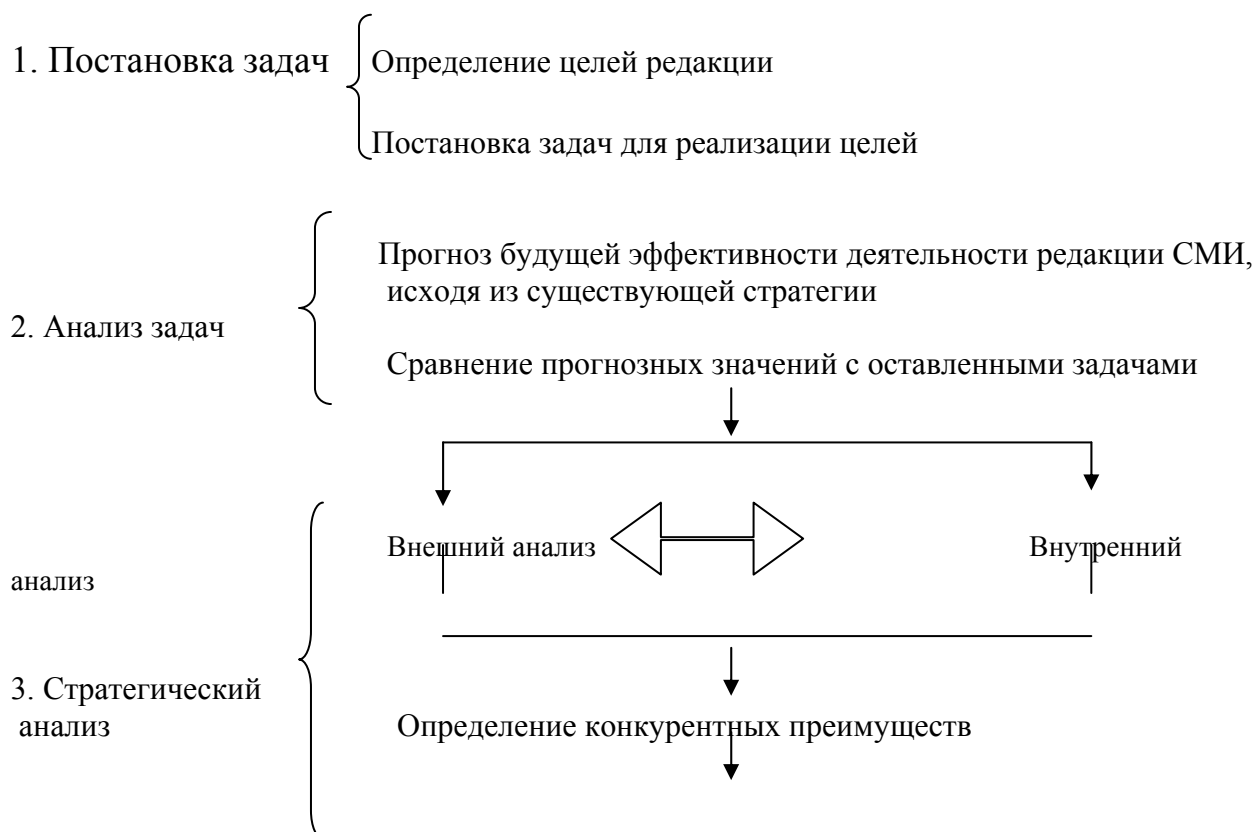 1. Постановка задач
Определение целей редакции
Постановка задач для реализации целей
2. Анализ задач
Прогноз будущей эффективности деятельности редакции СМИ,
исходя из существующей стратегии
Сравнение прогнозных значений с оставленными задачами
Внешний анализ
Внутренний
анализ
3. Стратегический
анализ
Определение конкурентных преимуществ